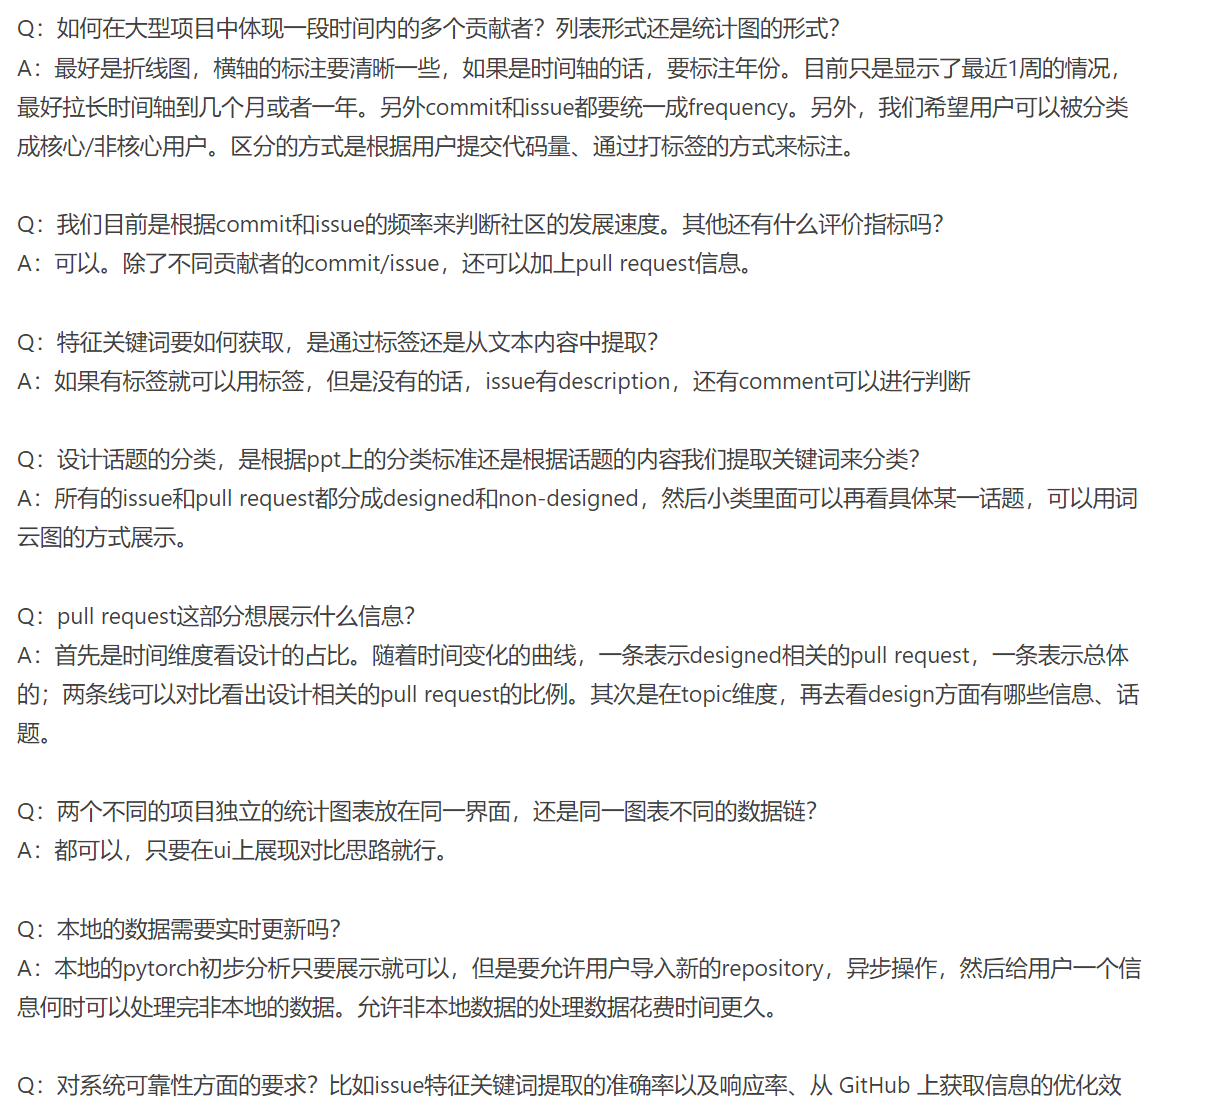 Q：如何在大型项目中体现一段时间内的多个贡献者？列表形式还是统计图的形式？
A：最好是折线图，横轴的标注要清晰一些，如果是时间轴的话，要标注年份。目前只是显示了最近1周的情况，
最好拉长时间轴到几个月或者一年。另外commit和issue都要统一成frequency。另外，我们希望用户可以被分类
成核心/非核心用户。区分的方式是根据用户提交代码量、通过打标签的方式来标注。
Q：我们目前是根据commit和issue的频率来判断社区的发展速度。其他还有什么评价指标吗？
A：可以。除了不同贡献者的commit/issue，还可以加上pull request信息。
Q：特征关键词要如何获取，是通过标签还是从文本内容中提取？
A：如果有标签就可以用标签，但是没有的话，issue有description，还有comment可以进行判断
Q：设计话题的分类，是根据ppt上的分类标准还是根据话题的内容我们提取关键词来分类？
A：所有的issue和pull request都分成designed和non-designed，然后小类里面可以再看具体某一话题，可以用词
云图的方式展示。
Q：pull request这部分想展示什么信息？
A：首先是时间维度看设计的占比。随着时间变化的曲线，一条表示designed相关的pull request，一条表示总体
的；两条线可以对比看出设计相关的pull request的比例。其次是在topic维度，再去看design方面有哪些信息、话
题。
Q：两个不同的项目独立的统计图表放在同一界面，还是同一图表不同的数据链？
A：都可以，只要在ui上展现对比思路就行。
Q：本地的数据需要实时更新吗？
A：本地的pytorch初步分析只要展示就可以，但是要允许用户导入新的repository，异步操作，然后给用户一个信
息何时可以处理完非本地的数据。允许非本地数据的处理数据花费时间更久。
Q：对系统可靠性方面的要求？比如issue特征关键词提取的准确率以及响应率、从 GitHub 上获取信息的优化效